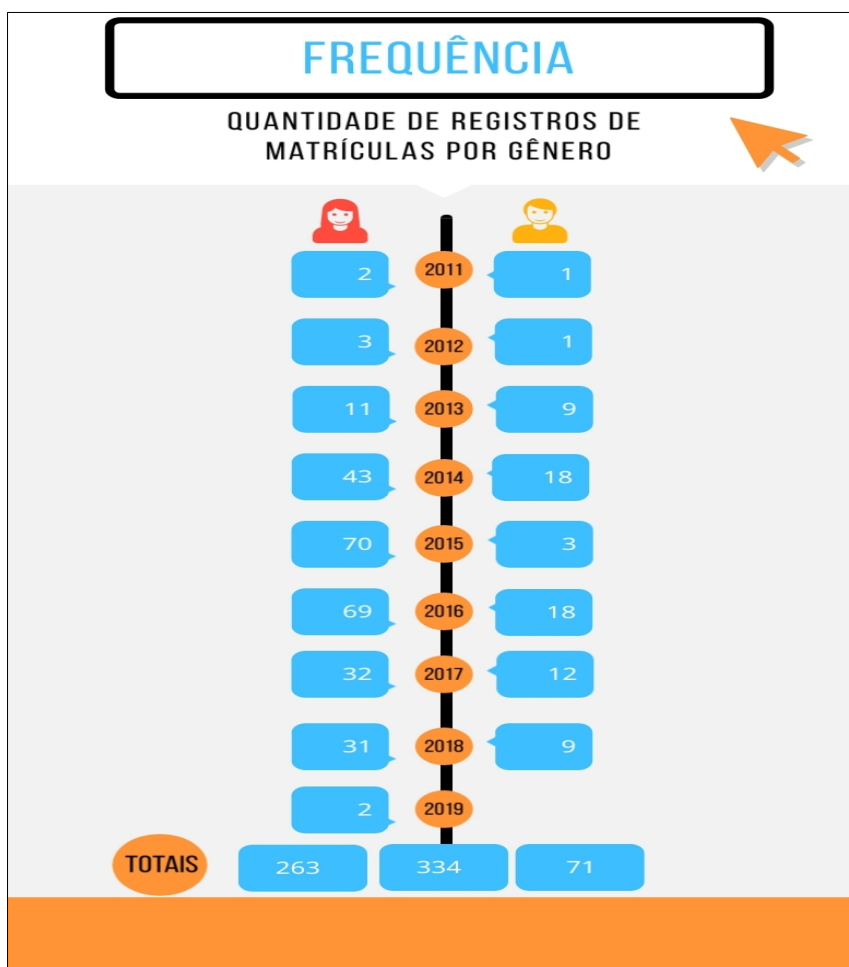 FREQUÊNCIA
QUANTIDADE DE REGISTROS DE
MATRÍCULAS POR GÊNERO
2 2011 1
3 2012 1
11 2013 9
43 2014 18
70 2015 3
69 2016 18
32 2017 12
31 2018 9
2 2019
TOTAIS 263 334 71